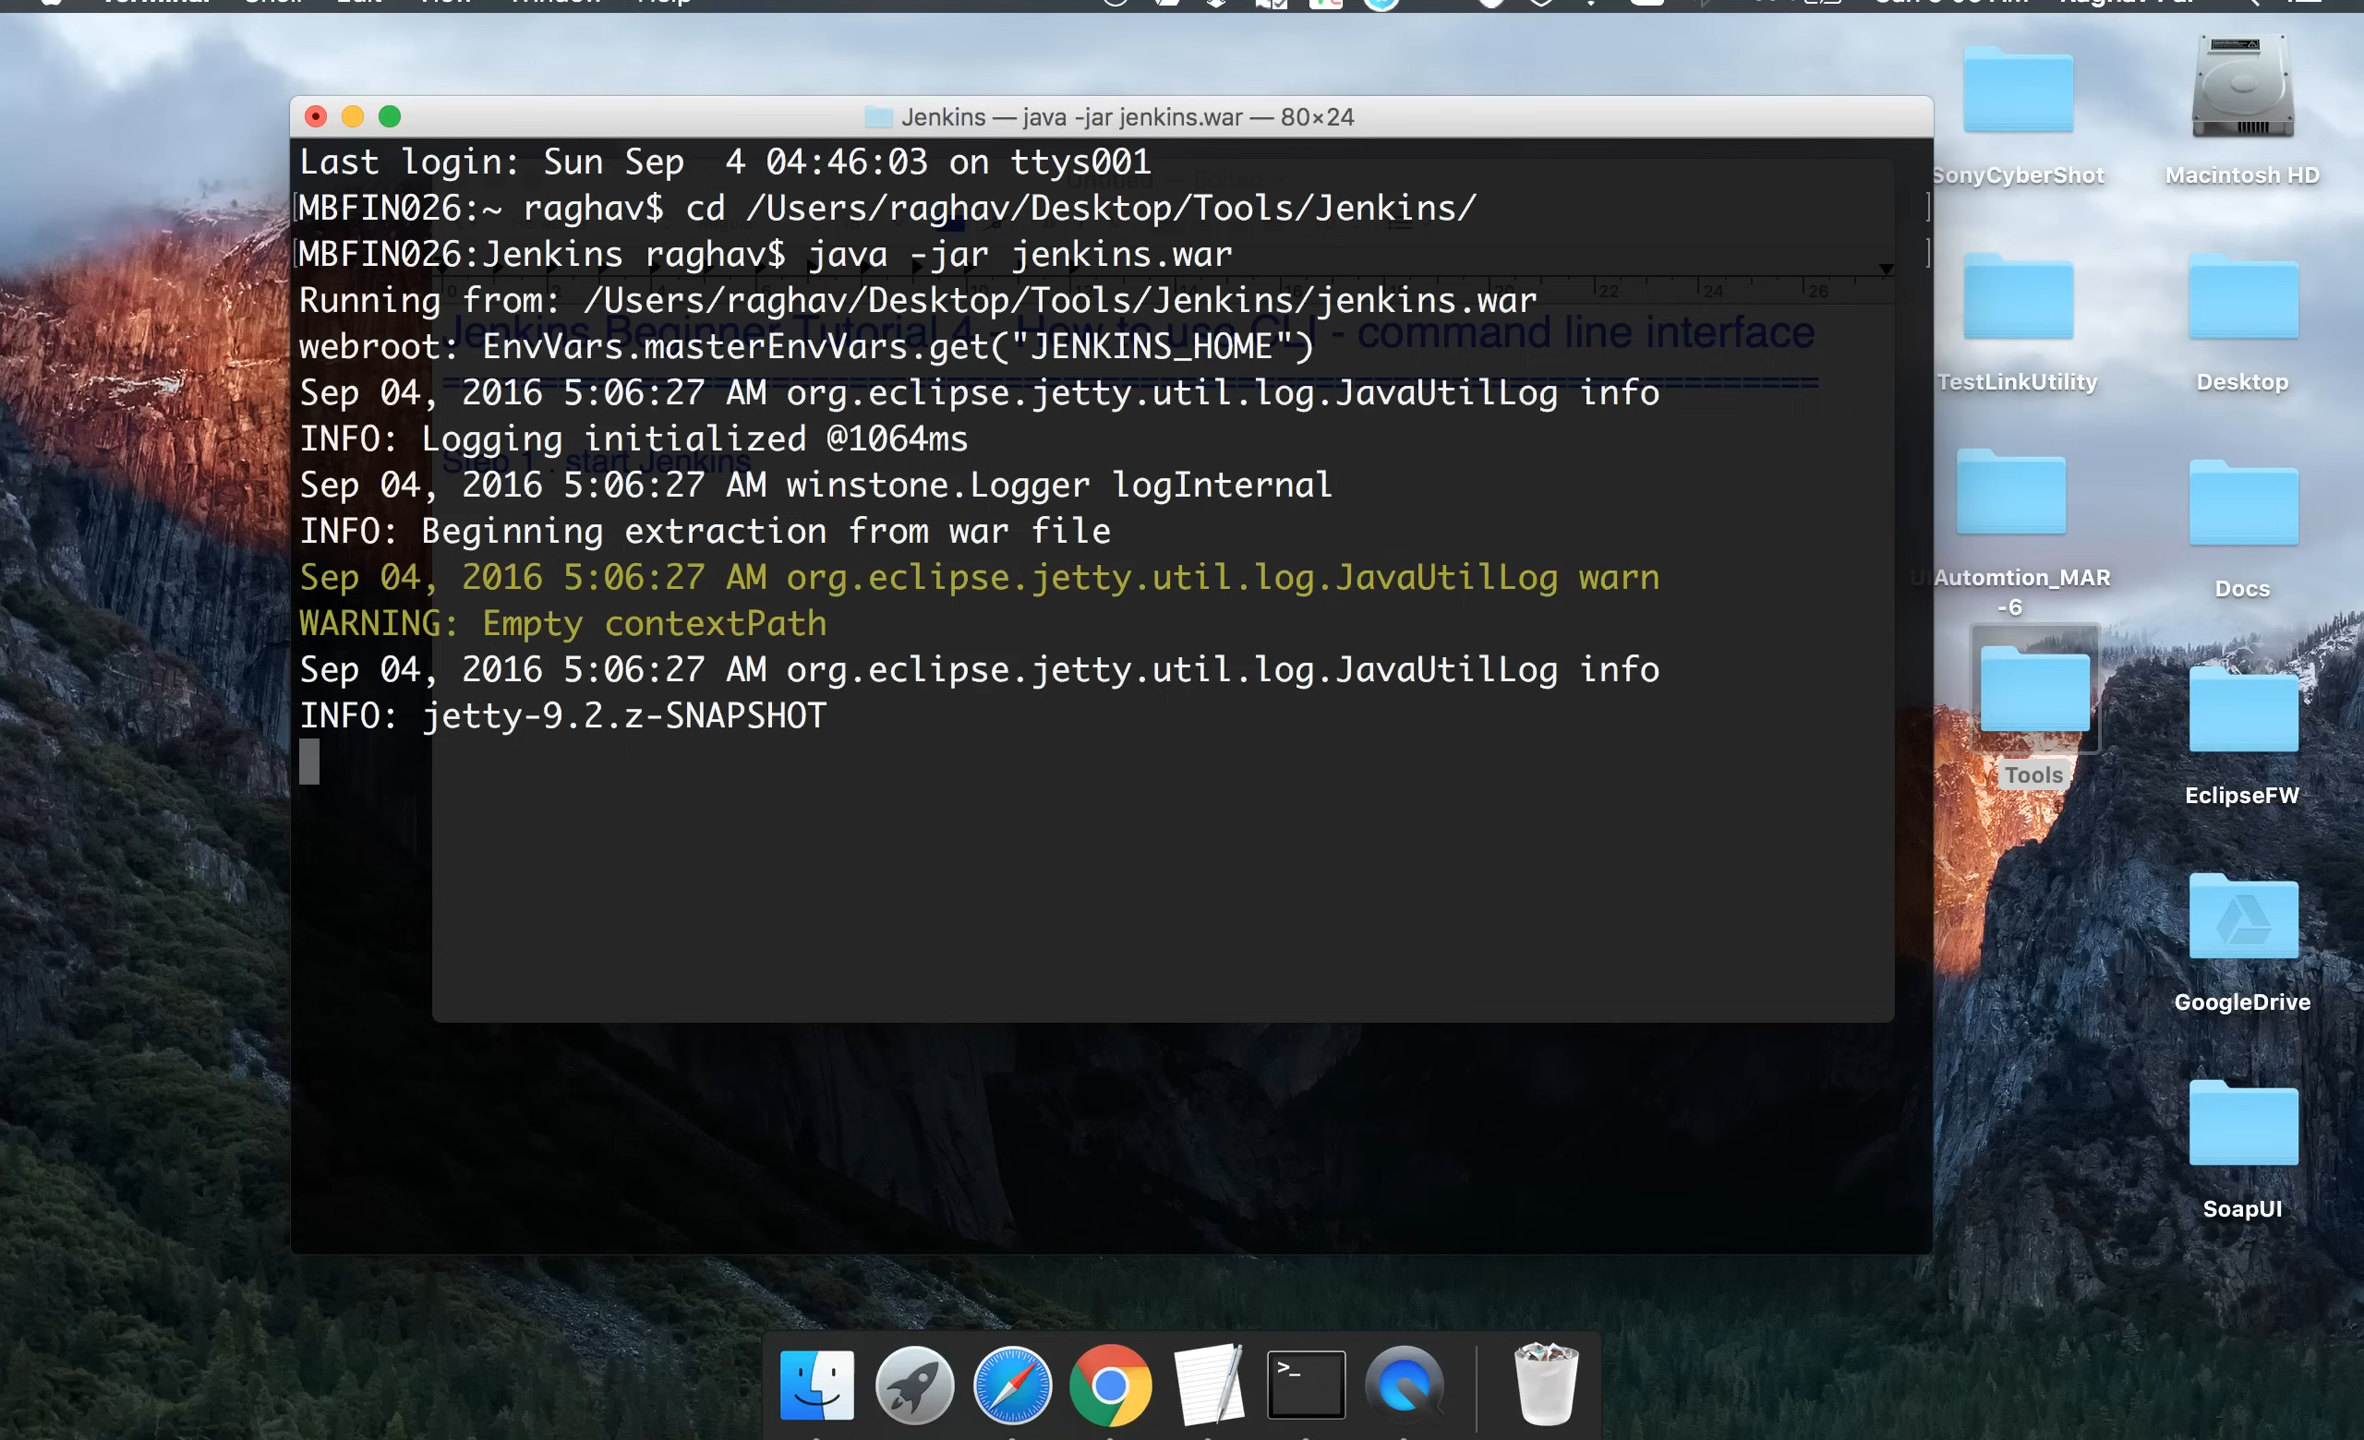 Jenkins — java -jar jenkins.war — 80×24
Last login: Sun Sep  4 04:46:03 on ttys001
MBFIN026:~ raghav$ cd /Users/raghav/Desktop/Tools/Jenkins/
MBFIN026:Jenkins raghav$ java -jar jenkins.war
Running from: /Users/raghav/Desktop/Tools/Jenkins/jenkins.war
webroot: EnvVars.masterEnvVars.get("JENKINS_HOME")
Sep 04, 2016 5:06:27 AM org.eclipse.jetty.util.log.JavaUtilLog info
INFO: Logging initialized @1064ms
Sep 04, 2016 5:06:27 AM winstone.Logger logInternal
INFO: Beginning extraction from war file
Sep 04, 2016 5:06:27 AM org.eclipse.jetty.util.log.JavaUtilLog warn
WARNING: Empty contextPath
Sep 04, 2016 5:06:27 AM org.eclipse.jetty.util.log.JavaUtilLog info
INFO: jetty-9.2.z-SNAPSHOT
Jenkins Beginner Tutorial 4 - How to use CLI - command line interface
Step 1 : start Jenkins
SonyCyberShot
Macintosh HD
TestLinkUtility
Desktop
UIAutomtion_MAR
-6
Docs
Tools
EclipseFW
GoogleDrive
SoapUI